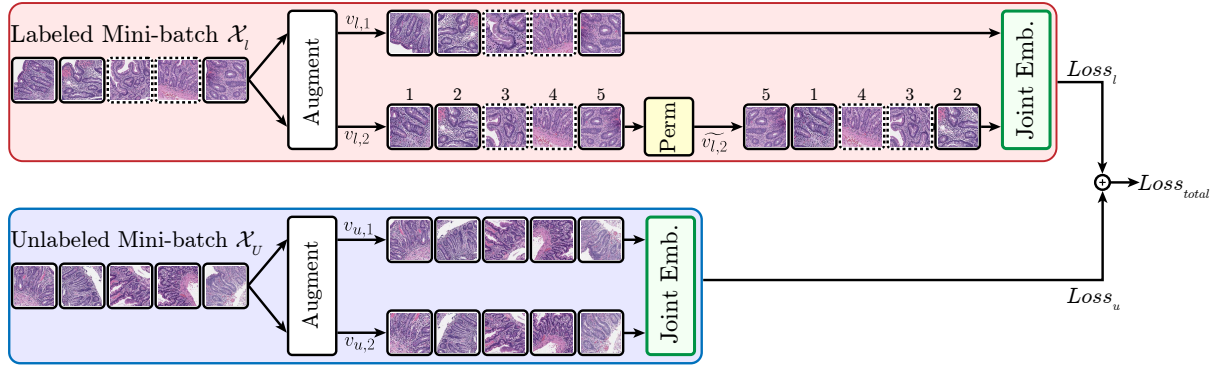 Labeled Mini-batch 𝒳_l
Augment
v_{l,1}
v_{l,2}
1 2 3 4 5
Perm
\widetilde{v_{l,2}}
5 1 4 3 2
Joint Emb.
Loss_l
+
Loss_{total}
Unlabeled Mini-batch 𝒳_U
Augment
v_{u,1}
v_{u,2}
Joint Emb.
Loss_u